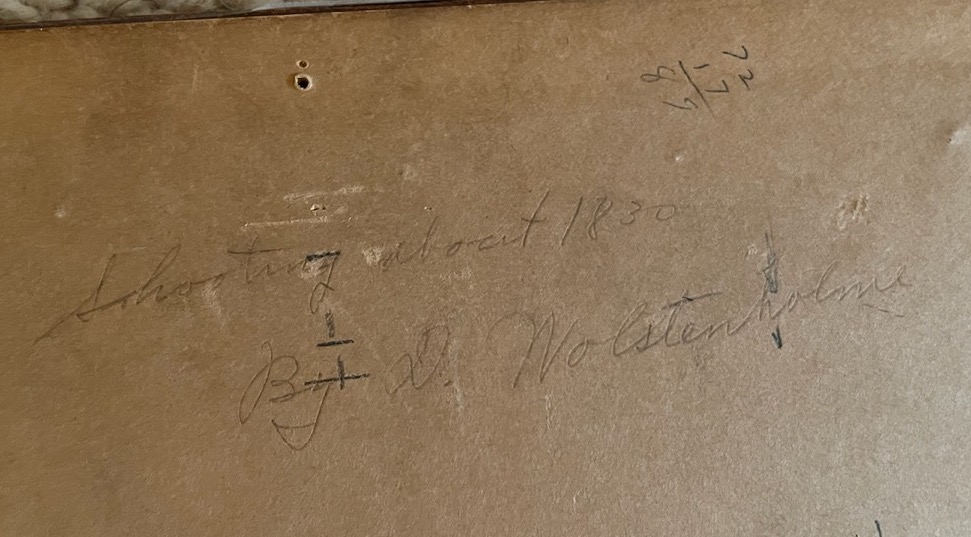 Shooting about 1830
By D. Wolstenholme